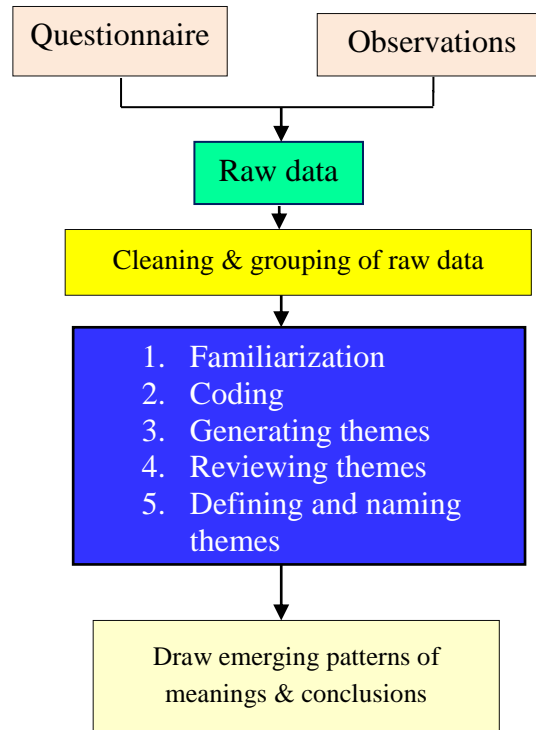 Questionnaire
Observations
Raw data
Cleaning & grouping of raw data
1. Familiarization
2. Coding
3. Generating themes
4. Reviewing themes
5. Defining and naming
themes
Draw emerging patterns of
meanings & conclusions